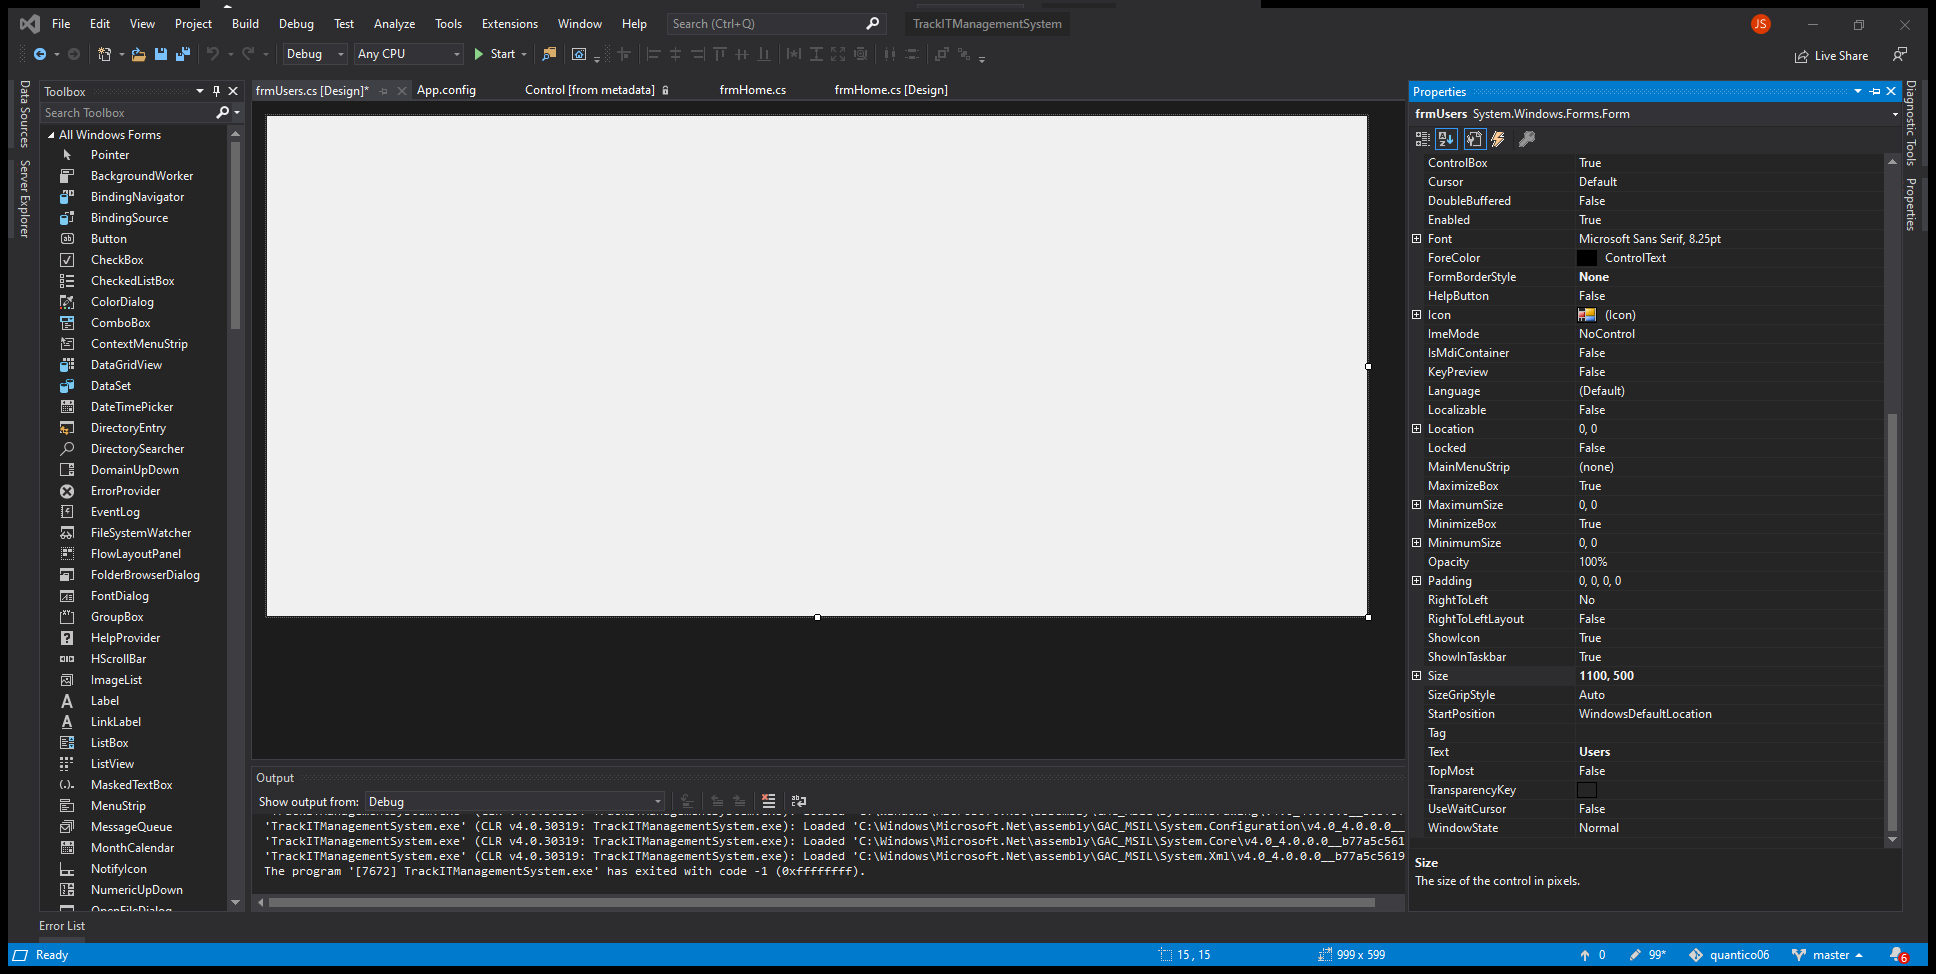 File Edit View Project Build Debug Test Analyze Tools Extensions Window Help Search (Ctrl+Q) TrackITManagementSystem JS
Debug Any CPU Start Live Share
Data Sources
Server Explorer
Toolbox
Search Toolbox
All Windows Forms
Pointer
BackgroundWorker
BindingNavigator
BindingSource
Button
CheckBox
CheckedListBox
ColorDialog
ComboBox
ContextMenuStrip
DataGridView
DataSet
DateTimePicker
DirectoryEntry
DirectorySearcher
DomainUpDown
ErrorProvider
EventLog
FileSystemWatcher
FlowLayoutPanel
FolderBrowserDialog
FontDialog
GroupBox
HelpProvider
HScrollBar
ImageList
Label
LinkLabel
ListBox
ListView
MaskedTextBox
MenuStrip
MessageQueue
MonthCalendar
NotifyIcon
NumericUpDown
OpenFileDialog
frmUsers.cs [Design]* App.config Control [from metadata] frmHome.cs frmHome.cs [Design]
Output
Show output from: Debug
'TrackITManagementSystem.exe' (CLR v4.0.30319: TrackITManagementSystem.exe): Loaded 'C:\Windows\Microsoft.Net\assembly\GAC_MSIL\System.Configuration\v4.0_4.0.0.0__
'TrackITManagementSystem.exe' (CLR v4.0.30319: TrackITManagementSystem.exe): Loaded 'C:\Windows\Microsoft.Net\assembly\GAC_MSIL\System.Core\v4.0_4.0.0.0__b77a5c561
'TrackITManagementSystem.exe' (CLR v4.0.30319: TrackITManagementSystem.exe): Loaded 'C:\Windows\Microsoft.Net\assembly\GAC_MSIL\System.Xml\v4.0_4.0.0.0__b77a5c5619
The program '[7672] TrackITManagementSystem.exe' has exited with code -1 (0xffffffff).
Properties
frmUsers System.Windows.Forms.Form
ControlBox True
Cursor Default
DoubleBuffered False
Enabled True
Font Microsoft Sans Serif, 8.25pt
ForeColor ControlText
FormBorderStyle None
HelpButton False
Icon (Icon)
ImeMode NoControl
IsMdiContainer False
KeyPreview False
Language (Default)
Localizable False
Location 0, 0
Locked False
MainMenuStrip (none)
MaximizeBox True
MaximumSize 0, 0
MinimizeBox True
MinimumSize 0, 0
Opacity 100%
Padding 0, 0, 0, 0
RightToLeft No
RightToLeftLayout False
ShowIcon True
ShowInTaskbar True
Size 1100, 500
SizeGripStyle Auto
StartPosition WindowsDefaultLocation
Tag
Text Users
TopMost False
TransparencyKey
UseWaitCursor False
WindowState Normal
Size
The size of the control in pixels.
Diagnostic Tools
Properties
Error List
Ready 15 , 15 999 x 599 0 99* quantico06 master 6